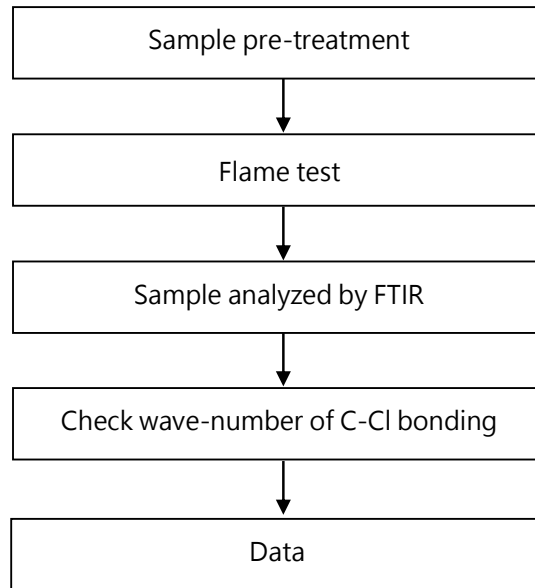 Sample pre-treatment
Flame test
Sample analyzed by FTIR
Check wave-number of C-Cl bonding
Data